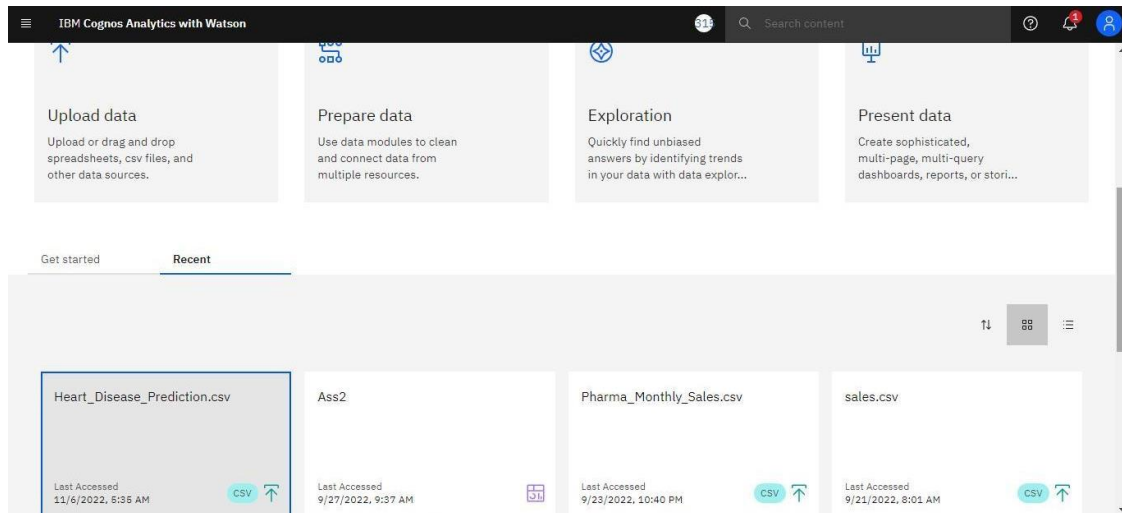 IBM Cognos Analytics with Watson
315
Search content
1
Upload data
Upload or drag and drop
spreadsheets, csv files, and
other data sources.
Prepare data
Use data modules to clean
and connect data from
multiple resources.
Exploration
Quickly find unbiased
answers by identifying trends
in your data with data explor...
Present data
Create sophisticated,
multi-page, multi-query
dashboards, reports, or stori...
Get started
Recent
Heart_Disease_Prediction.csv
Last Accessed
11/6/2022, 5:35 AM
CSV
Ass2
Last Accessed
9/27/2022, 9:37 AM
Pharma_Monthly_Sales.csv
Last Accessed
9/23/2022, 10:40 PM
CSV
sales.csv
Last Accessed
9/21/2022, 8:01 AM
CSV